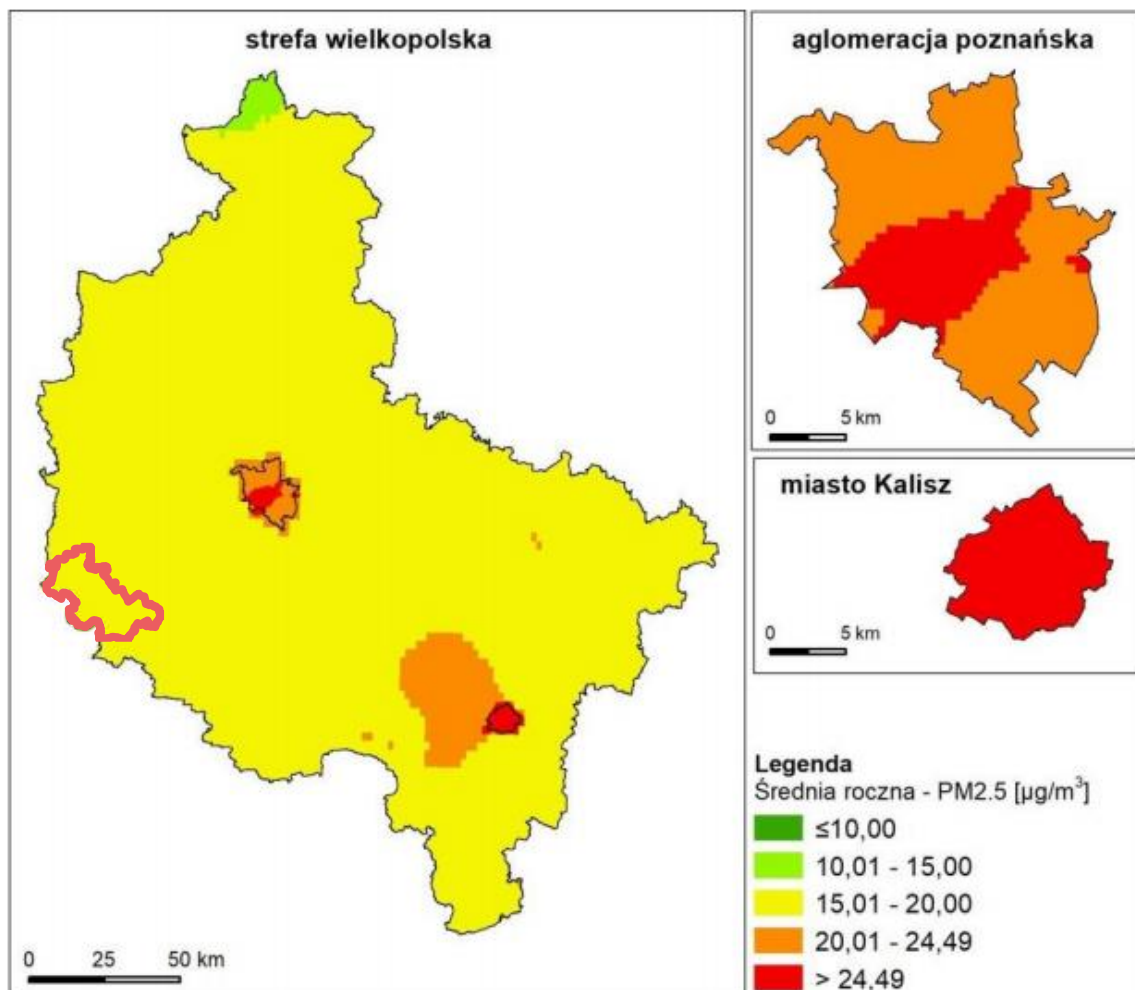 strefa wielkopolska
0 25 50 km
aglomeracja poznańska
0 5 km
miasto Kalisz
0 5 km
Legenda
Średnia roczna - PM2.5 [µg/m³]
≤10,00
10,01 - 15,00
15,01 - 20,00
20,01 - 24,49
> 24,49